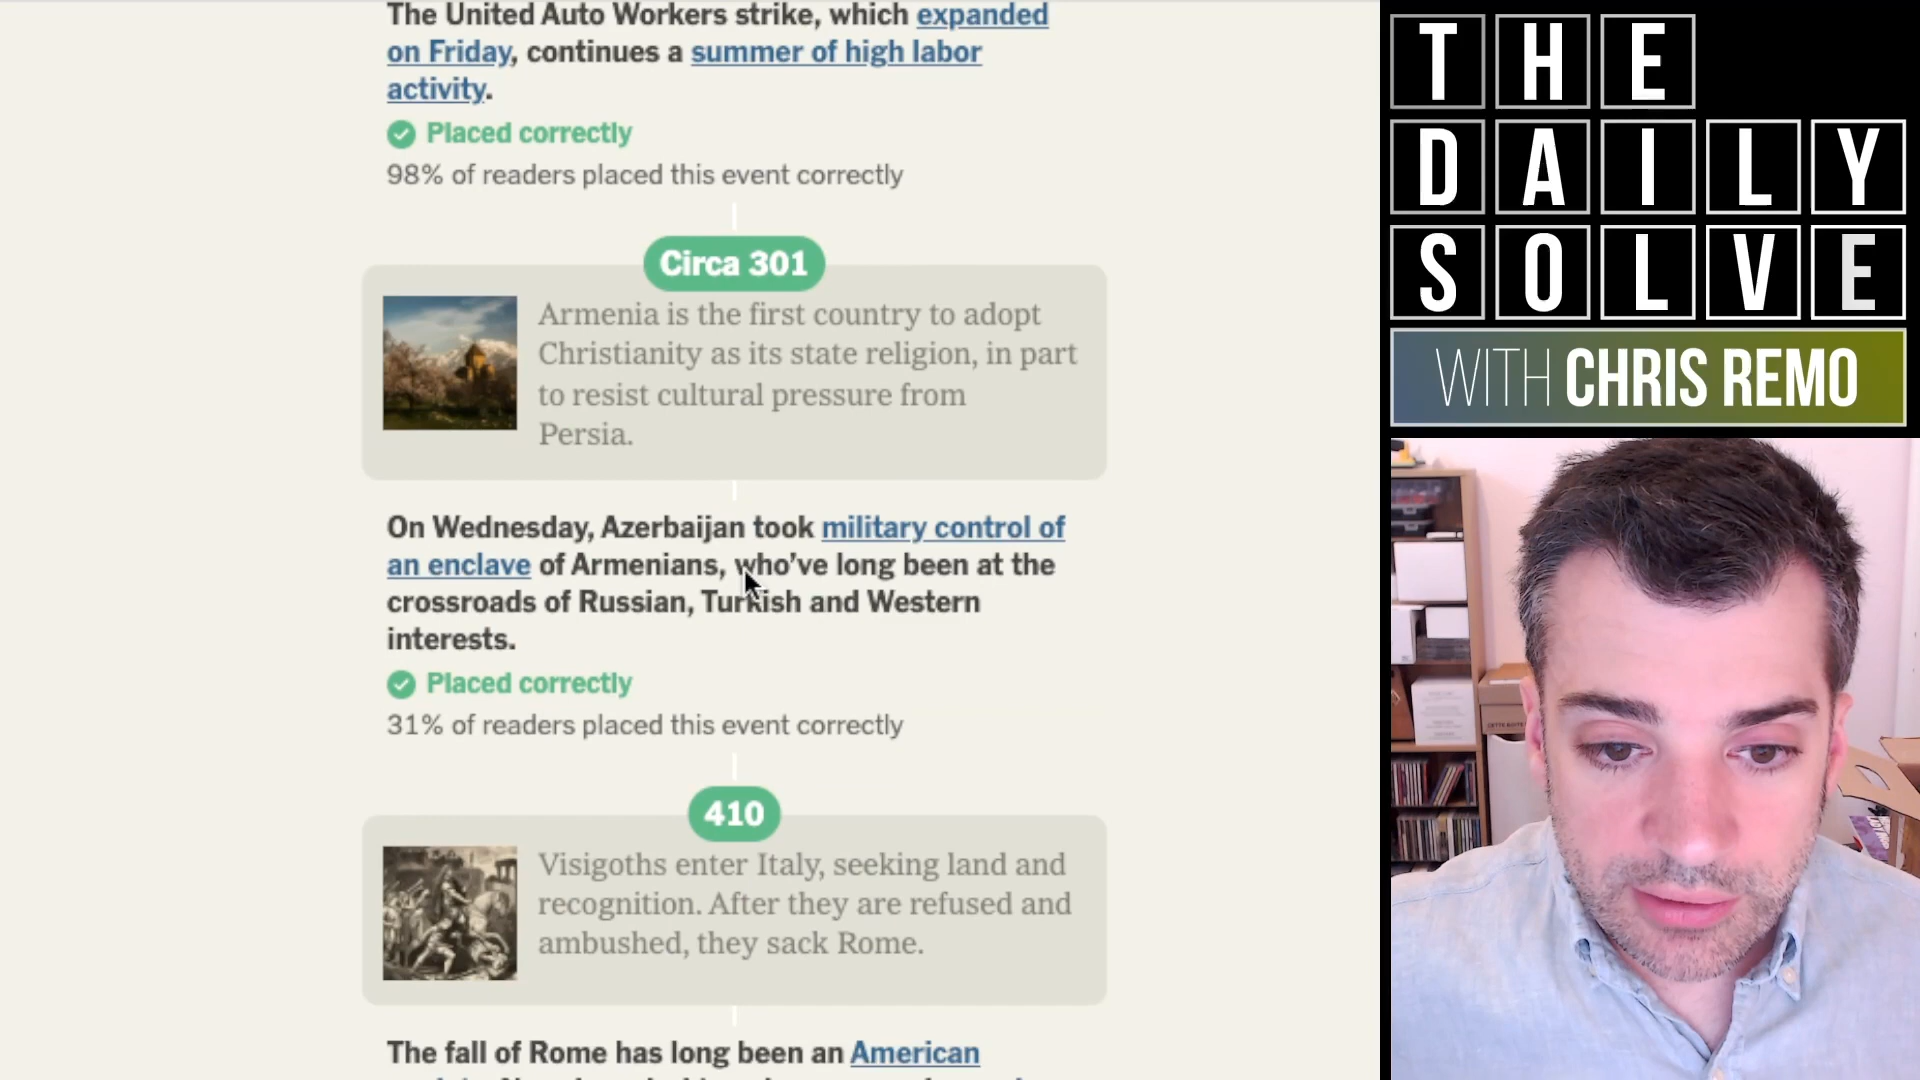 The United Auto Workers strike, which expanded
on Friday, continues a summer of high labor
activity.
Placed correctly
98% of readers placed this event correctly
Circa 301
Armenia is the first country to adopt
Christianity as its state religion, in part
to resist cultural pressure from
Persia.
On Wednesday, Azerbaijan took military control of
an enclave of Armenians, who’ve long been at the
crossroads of Russian, Turkish and Western
interests.
Placed correctly
31% of readers placed this event correctly
410
Visigoths enter Italy, seeking land and
recognition. After they are refused and
ambushed, they sack Rome.
The fall of Rome has long been an American
THE
DAILY
SOLVE
WITH CHRIS REMO